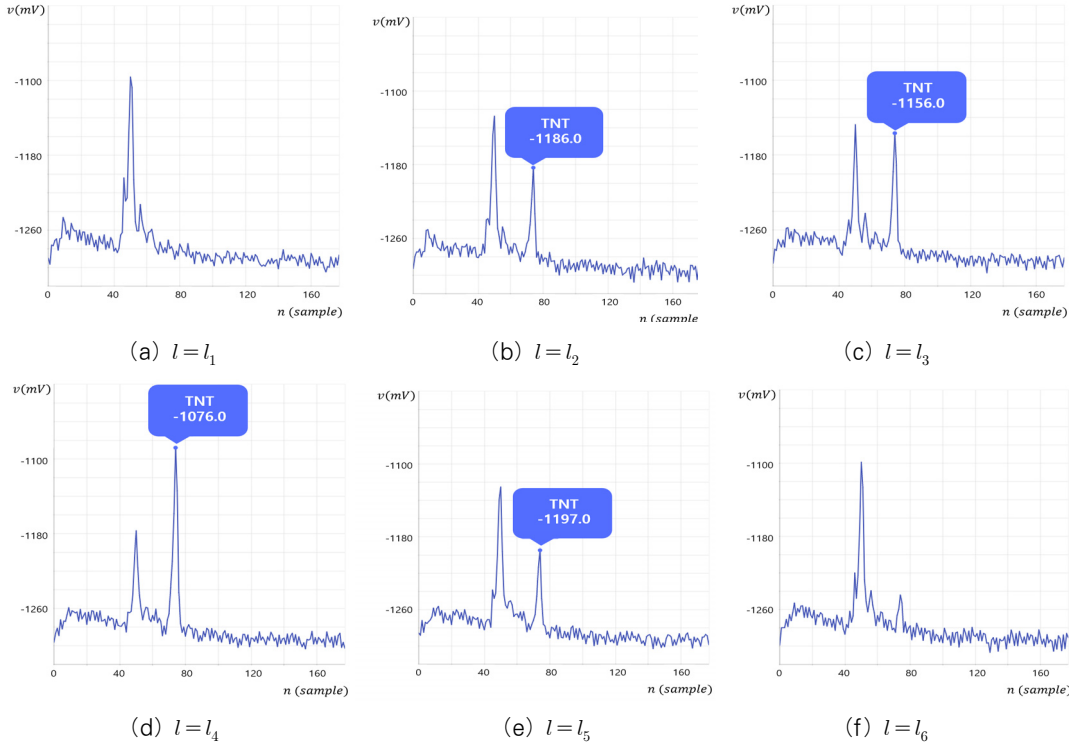 v(mV)
-1100
-1180
-1260
0
40
80
120
160
n (sample)
(a) l = l1
v(mV)
-1100
-1180
-1260
0
40
80
120
160
n (sample)
TNT
-1186.0
(b) l = l2
v(mV)
-1100
-1180
-1260
0
40
80
120
160
n (sample)
TNT
-1156.0
(c) l = l3
v(mV)
-1100
-1180
-1260
0
40
80
120
160
n (sample)
TNT
-1076.0
(d) l = l4
v(mV)
-1100
-1180
-1260
0
40
80
120
160
n (sample)
TNT
-1197.0
(e) l = l5
v(mV)
-1100
-1180
-1260
0
40
80
120
160
n (sample)
(f) l = l6